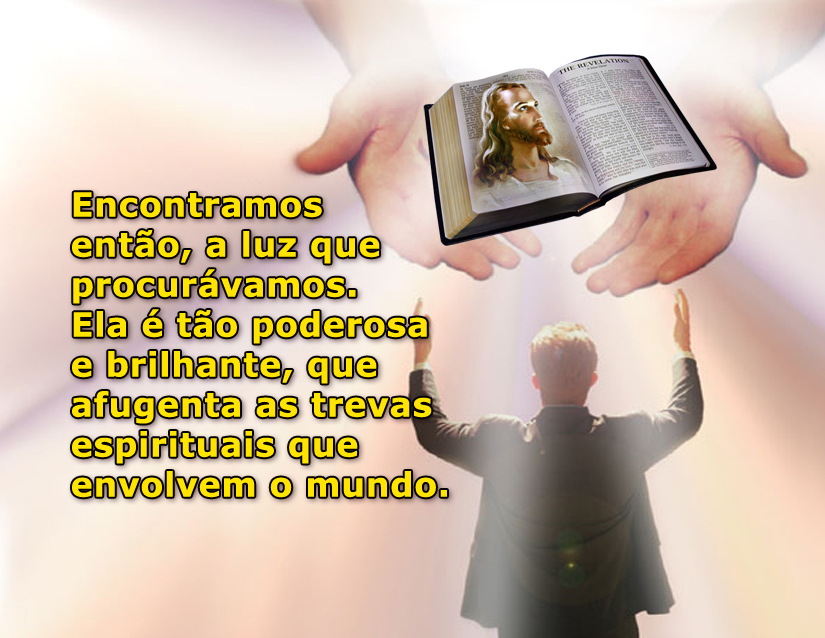 THE REVELATION
Encontramos
então, a luz que
procurávamos.
Ela é tão poderosa
e brilhante, que
afugenta as trevas
espirituais que
envolvem o mundo.